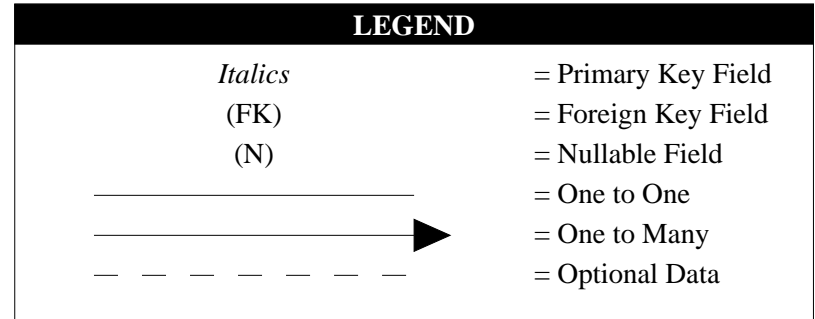 LEGEND
Italics = Primary Key Field
(FK) = Foreign Key Field
(N) = Nullable Field
= One to One
= One to Many
= Optional Data